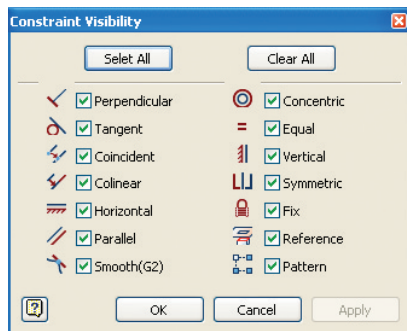 Constraint Visibility
Selet All
Clear All
Perpendicular
Concentric
Tangent
Equal
Coincident
Vertical
Colinear
Symmetric
Horizontal
Fix
Parallel
Reference
Smooth(G2)
Pattern
OK
Cancel
Apply